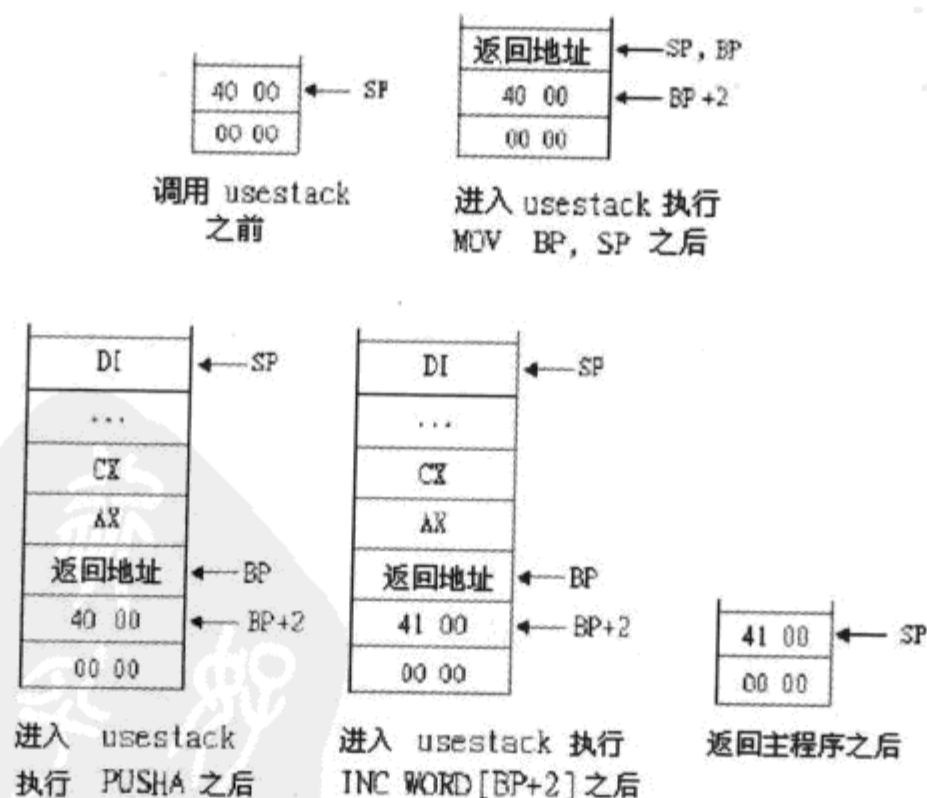 40 00 SP
00 00
调用 usestack
之前
返回地址 SP, BP
40 00 BP+2
00 00
进入 usestack 执行
MOV BP, SP 之后
DI SP
...
CX
AX
返回地址 BP
40 00 BP+2
00 00
进入 usestack
执行 PUSHA 之后
DI SP
...
CX
AX
返回地址 BP
41 00 BP+2
00 00
进入 usestack 执行
INC WORD[BP+2]之后
41 00 SP
00 00
返回主程序之后